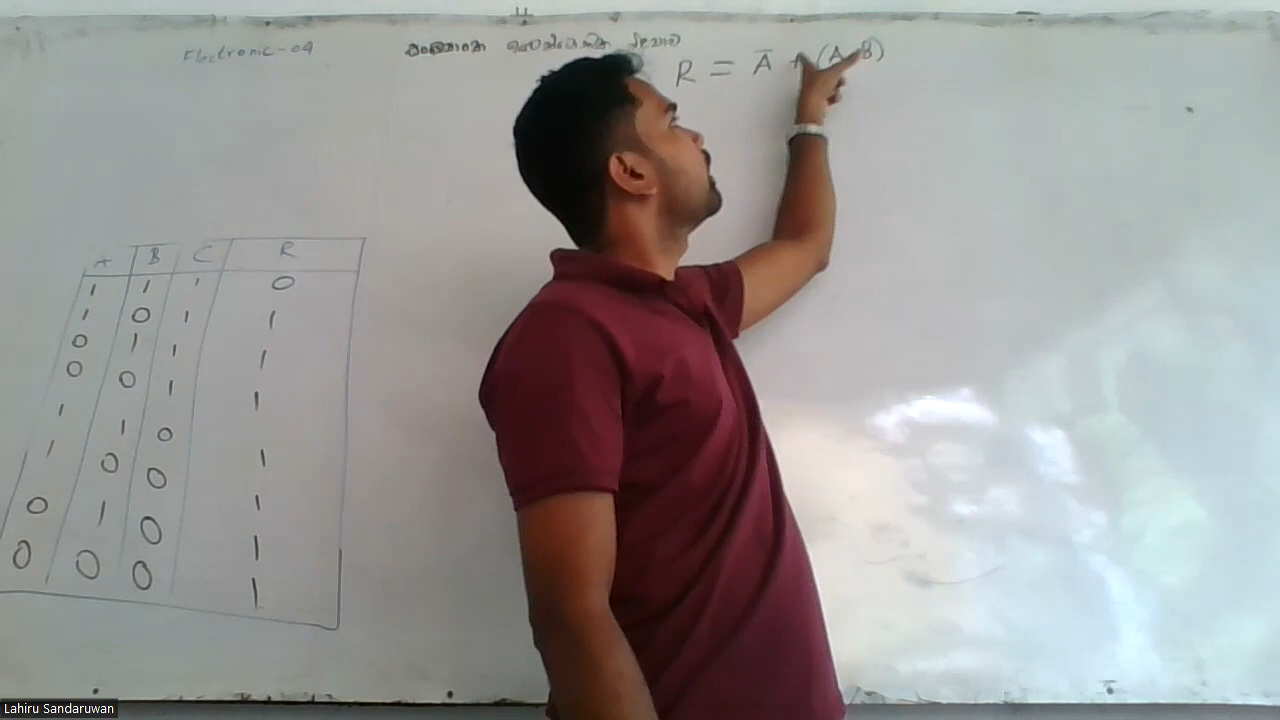 Electronic-04
R = A̅ + (A B)
A B C R
1 1 1 0
1 0 1 1
0 1 1 1
0 0 1 1
1 1 0 1
1 0 0 1
0 1 0 1
0 0 0 1
Lahiru Sandaruwan